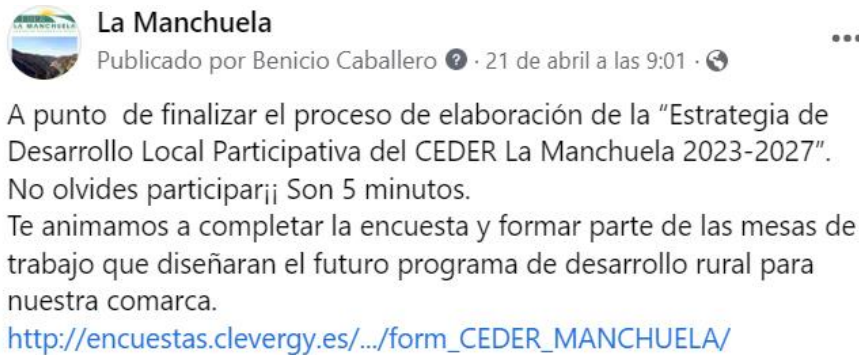 LA MANCHUELA
La Manchuela
Publicado por Benicio Caballero · 21 de abril a las 9:01 ·
A punto  de finalizar el proceso de elaboración de la “Estrategia de
Desarrollo Local Participativa del CEDER La Manchuela 2023-2027”.
No olvides participar¡¡ Son 5 minutos.
Te animamos a completar la encuesta y formar parte de las mesas de
trabajo que diseñaran el futuro programa de desarrollo rural para
nuestra comarca.
http://encuestas.clevergy.es/.../form_CEDER_MANCHUELA/